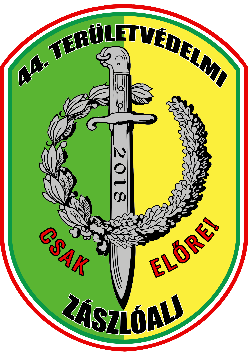 44. TERÜLETVÉDELMI
2018
CSAK ELŐRE!
ZÁSZLÓALJ